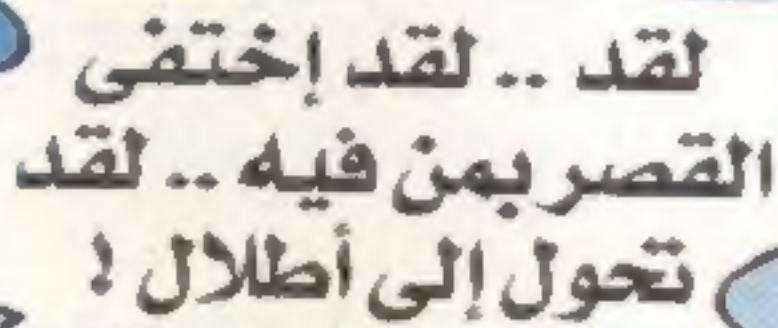 لقد .. لقد إختفى
القصر بمن فيه .. لقد
تحول إلى أطلال !